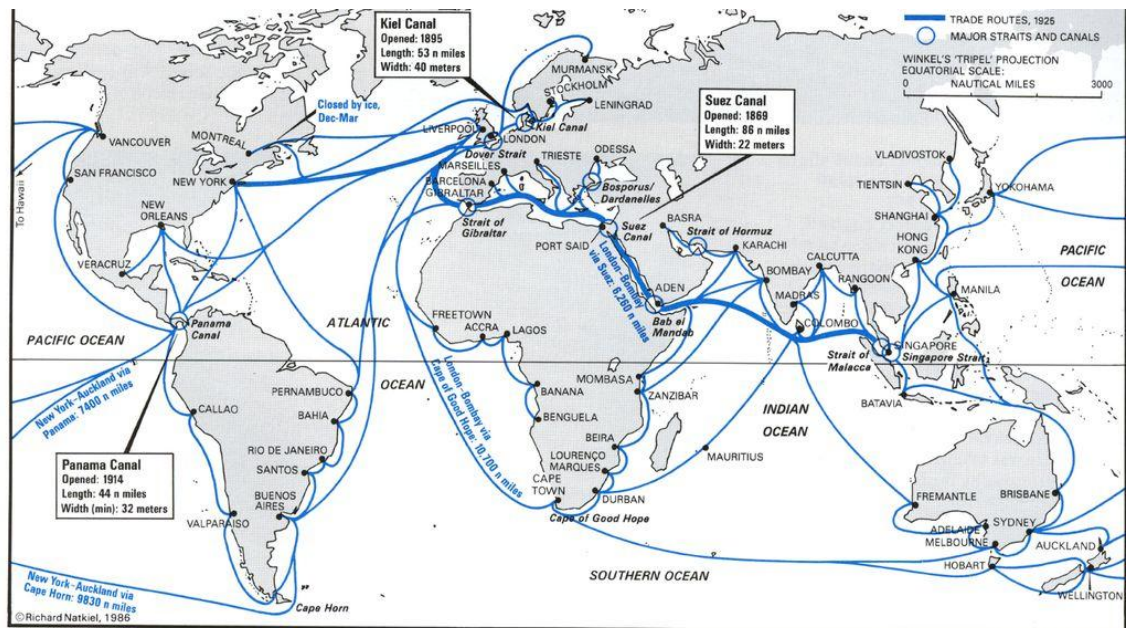 Kiel Canal
Opened: 1895
Length: 53 n miles
Width: 40 meters
TRADE ROUTES, 1925
MAJOR STRAITS AND CANALS
WINKEL'S 'TRIPEL' PROJECTION
EQUATORIAL SCALE:
NAUTICAL MILES
0
3000
MURMANSK
STOCKHOLM
LENINGRAD
Suez Canal
Opened: 1869
Length: 86 n miles
Width: 22 meters
Closed by ice,
Dec-Mar
VANCOUVER
MONTREAL
LIVERPOOL
LONDON
Kiel Canal
Dover Strait
SAN FRANCISCO
NEW YORK
MARSEILLES
TRIESTE
ODESSA
BARCELONA
GIBRALTAR
Bosporus/
Dardanelles
VLADIVOSTOK
TIENTSIN
YOKOHAMA
To Hawaii
NEW
ORLEANS
Strait of
Gibraltar
PORT SAID
Suez
Canal
BASRA
Strait of Hormuz
KARACHI
SHANGHAI
HONG
KONG
PACIFIC
OCEAN
VERACRUZ
London-Bombay
via Suez: 6,260 n miles
ADEN
BOMBAY
CALCUTTA
RANGOON
MADRAS
MANILA
PACIFIC OCEAN
Panama
Canal
ATLANTIC
OCEAN
FREETOWN
ACCRA
LAGOS
Bab el
Mandab
COLOMBO
SINGAPORE
Strait of
Malacca
Singapore Strait
New York-Auckland via
Panama: 7400 n miles
PERNAMBUCO
London-Bombay via
Cape of Good Hope: 10,700 n miles
BANANA
MOMBASA
ZANZIBAR
INDIAN
OCEAN
BATAVIA
CALLAO
BAHIA
BENGUELA
BEIRA
Panama Canal
Opened: 1914
Length: 44 n miles
Width (min): 32 meters
RIO DE JANEIRO
SANTOS
LOURENÇO
MARQUES
MAURITIUS
BUENOS
AIRES
CAPE
TOWN
DURBAN
FREMANTLE
BRISBANE
VALPARAISO
Cape of Good Hope
ADELAIDE
SYDNEY
MELBOURNE
AUCKLAND
HOBART
New York-Auckland via
Cape Horn: 9830 n miles
SOUTHERN OCEAN
WELLINGTON
Cape Horn
©Richard Natkiel, 1986